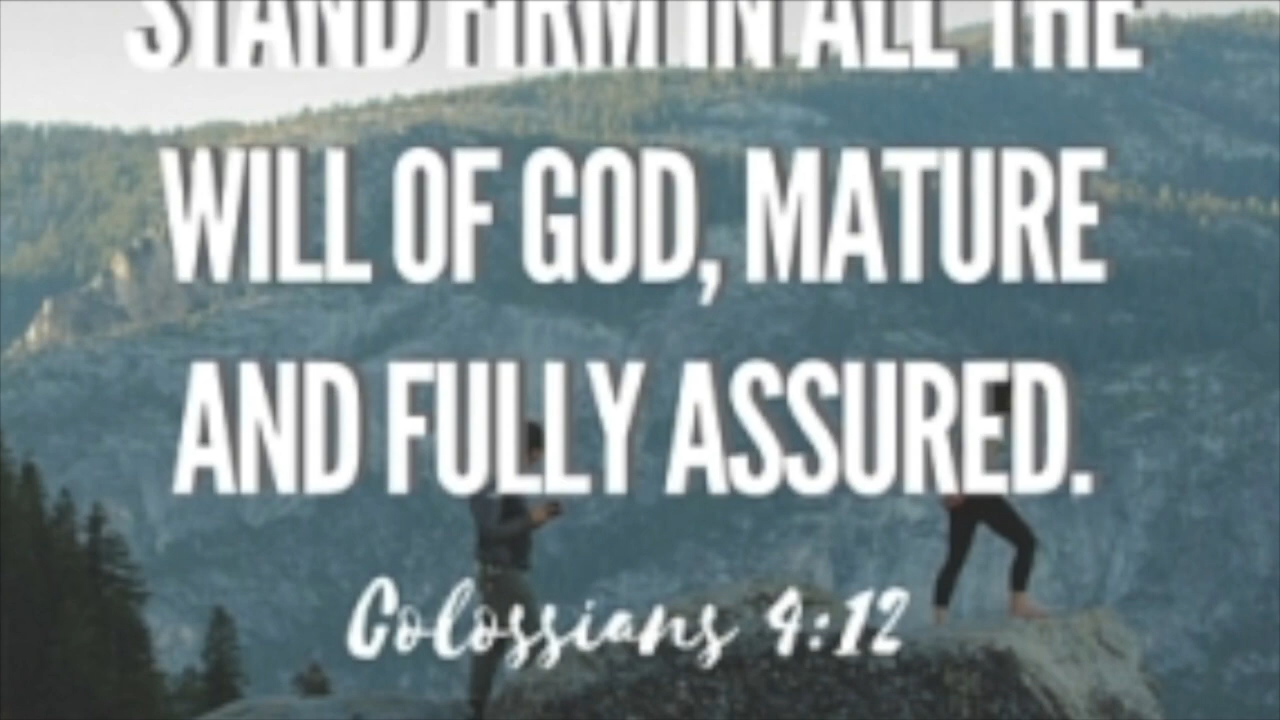 STAND FIRM IN ALL THE
WILL OF GOD, MATURE
AND FULLY ASSURED.
Colossians 4:12